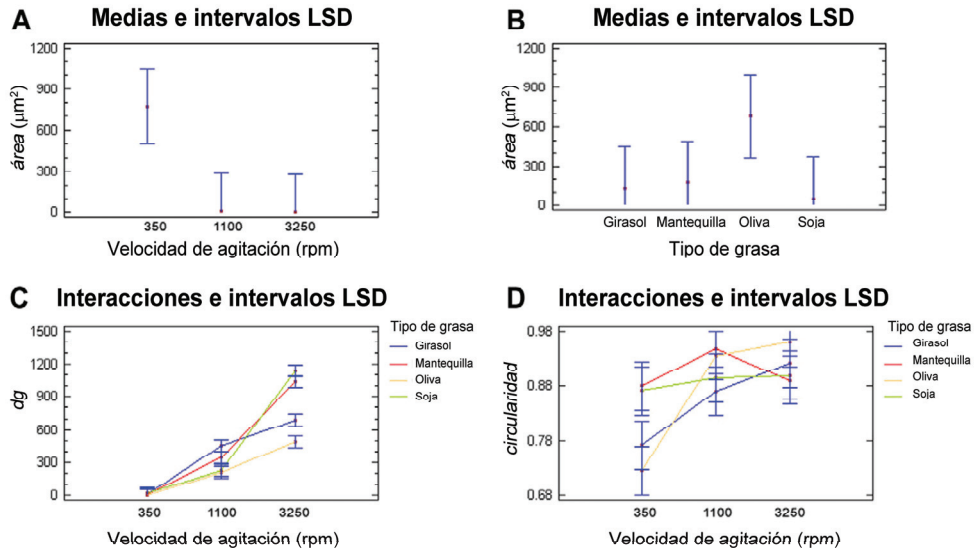 A Medias e intervalos LSD
1200
900
600
300
0
área (μm²)
350 1100 3250
Velocidad de agitación (rpm)
B Medias e intervalos LSD
1200
900
600
300
0
área (μm²)
Girasol Mantequilla Oliva Soja
Tipo de grasa
C Interacciones e intervalos LSD
1500
1200
900
600
300
0
dg
350 1100 3250
Velocidad de agitación (rpm)
Tipo de grasa
Girasol
Mantequilla
Oliva
Soja
D Interacciones e intervalos LSD
0.98
0.88
0.78
0.68
circularidad
350 1100 3250
Velocidad de agitación (rpm)
Tipo de grasa
Girasol
Mantequilla
Oliva
Soja